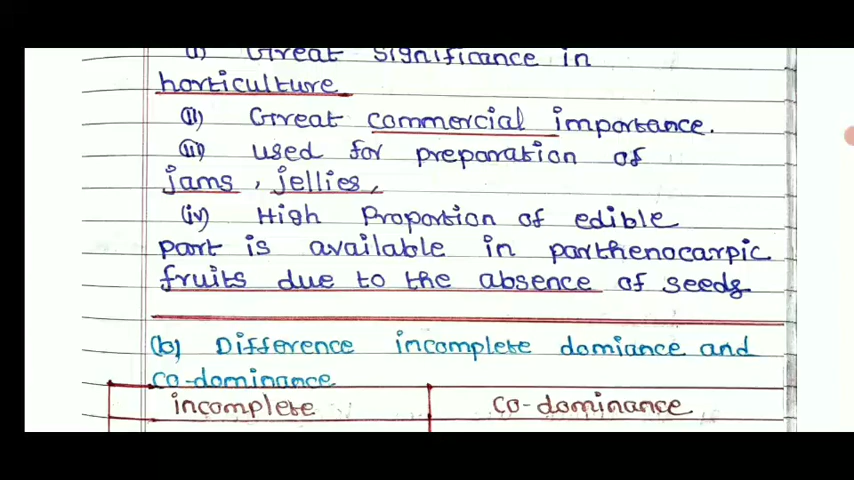 (i) Great significance in
horticulture
(ii) Great commercial importance.
(iii) used for preparation of
jams, jellies,
(iv) High Proportion of edible
part is available in parthenocarpic
fruits due to the absence of seeds
(b) Difference incomplete domiance and
co-dominance
incomplete co-dominance